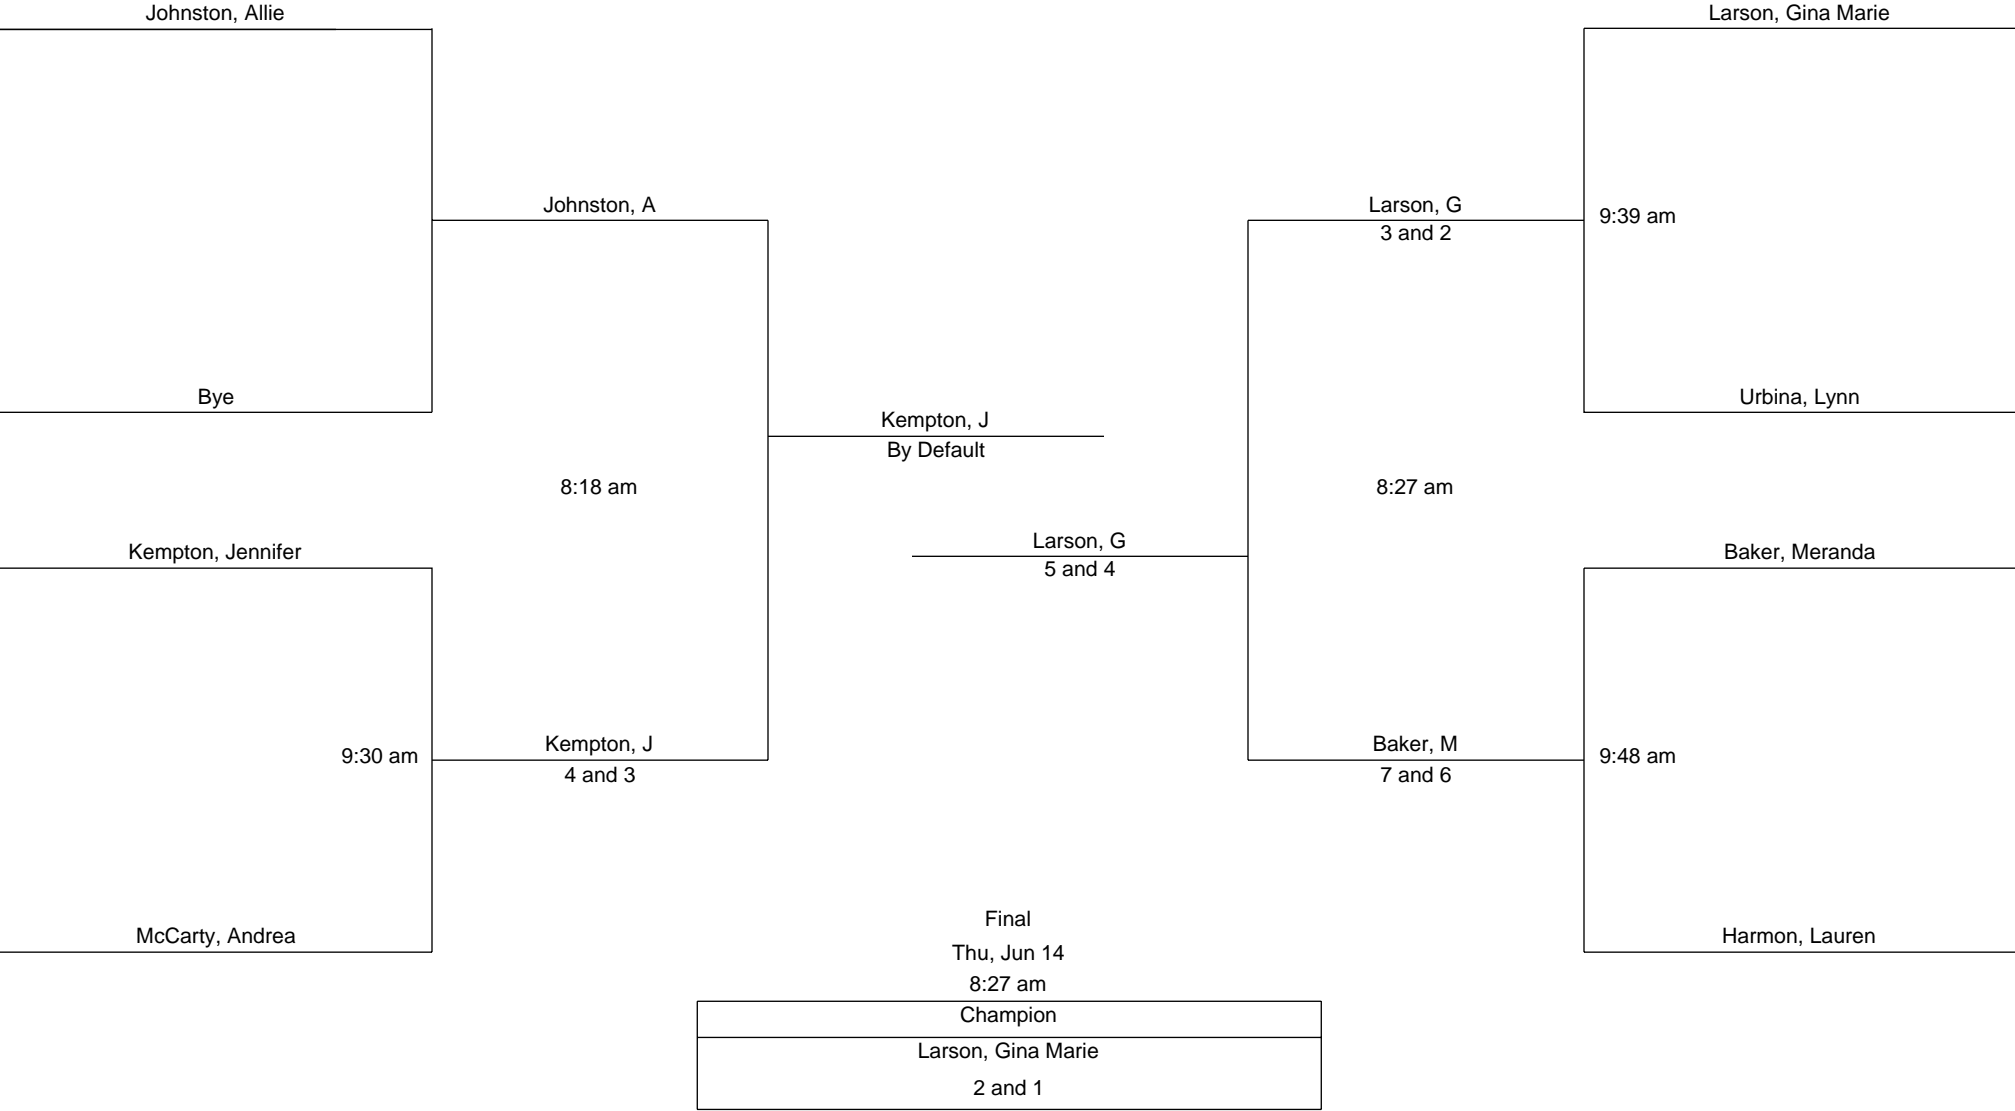 Johnston, Allie
Larson, Gina Marie
Johnston, A
Larson, G
3 and 2
9:39 am
Bye
Urbina, Lynn
Kempton, J
By Default
8:18 am
8:27 am
Larson, G
5 and 4
Kempton, Jennifer
Baker, Meranda
9:30 am
Kempton, J
4 and 3
Baker, M
7 and 6
9:48 am
McCarty, Andrea
Harmon, Lauren
Final
Thu, Jun 14
8:27 am
Champion
Larson, Gina Marie
2 and 1